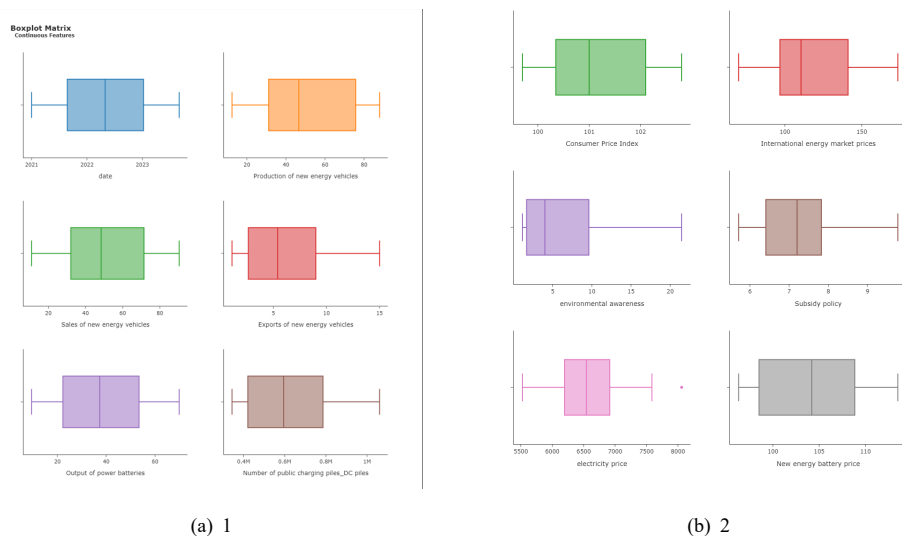 Boxplot Matrix
Continuous Features
2021 2022 2023
date
20 40 60 80
Production of new energy vehicles
20 40 60 80
Sales of new energy vehicles
5 10 15
Exports of new energy vehicles
20 40 60
Output of power batteries
0.4M 0.6M 0.8M 1M
Number of public charging piles_DC piles
(a) 1
100 101 102
Consumer Price Index
100 150
International energy market prices
5 10 15 20
environmental awareness
6 7 8 9
Subsidy policy
5500 6000 6500 7000 7500 8000
electricity price
100 105 110
New energy battery price
(b) 2